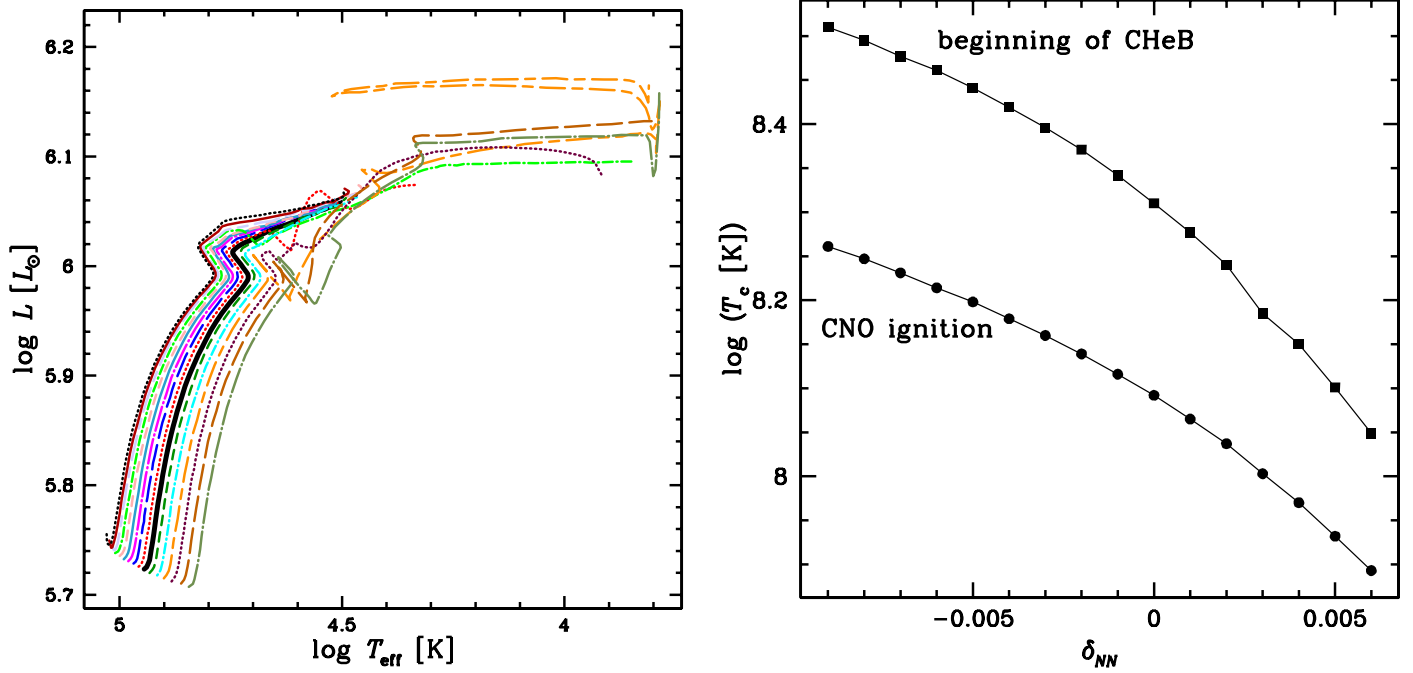 6.2
6.1
6
5.9
5.8
5.7
log L [L⊙]
5
4.5
4
log Teff [K]
beginning of CHeB
CNO ignition
8.4
8.2
8
log (Tc [K])
−0.005
0
0.005
δNN